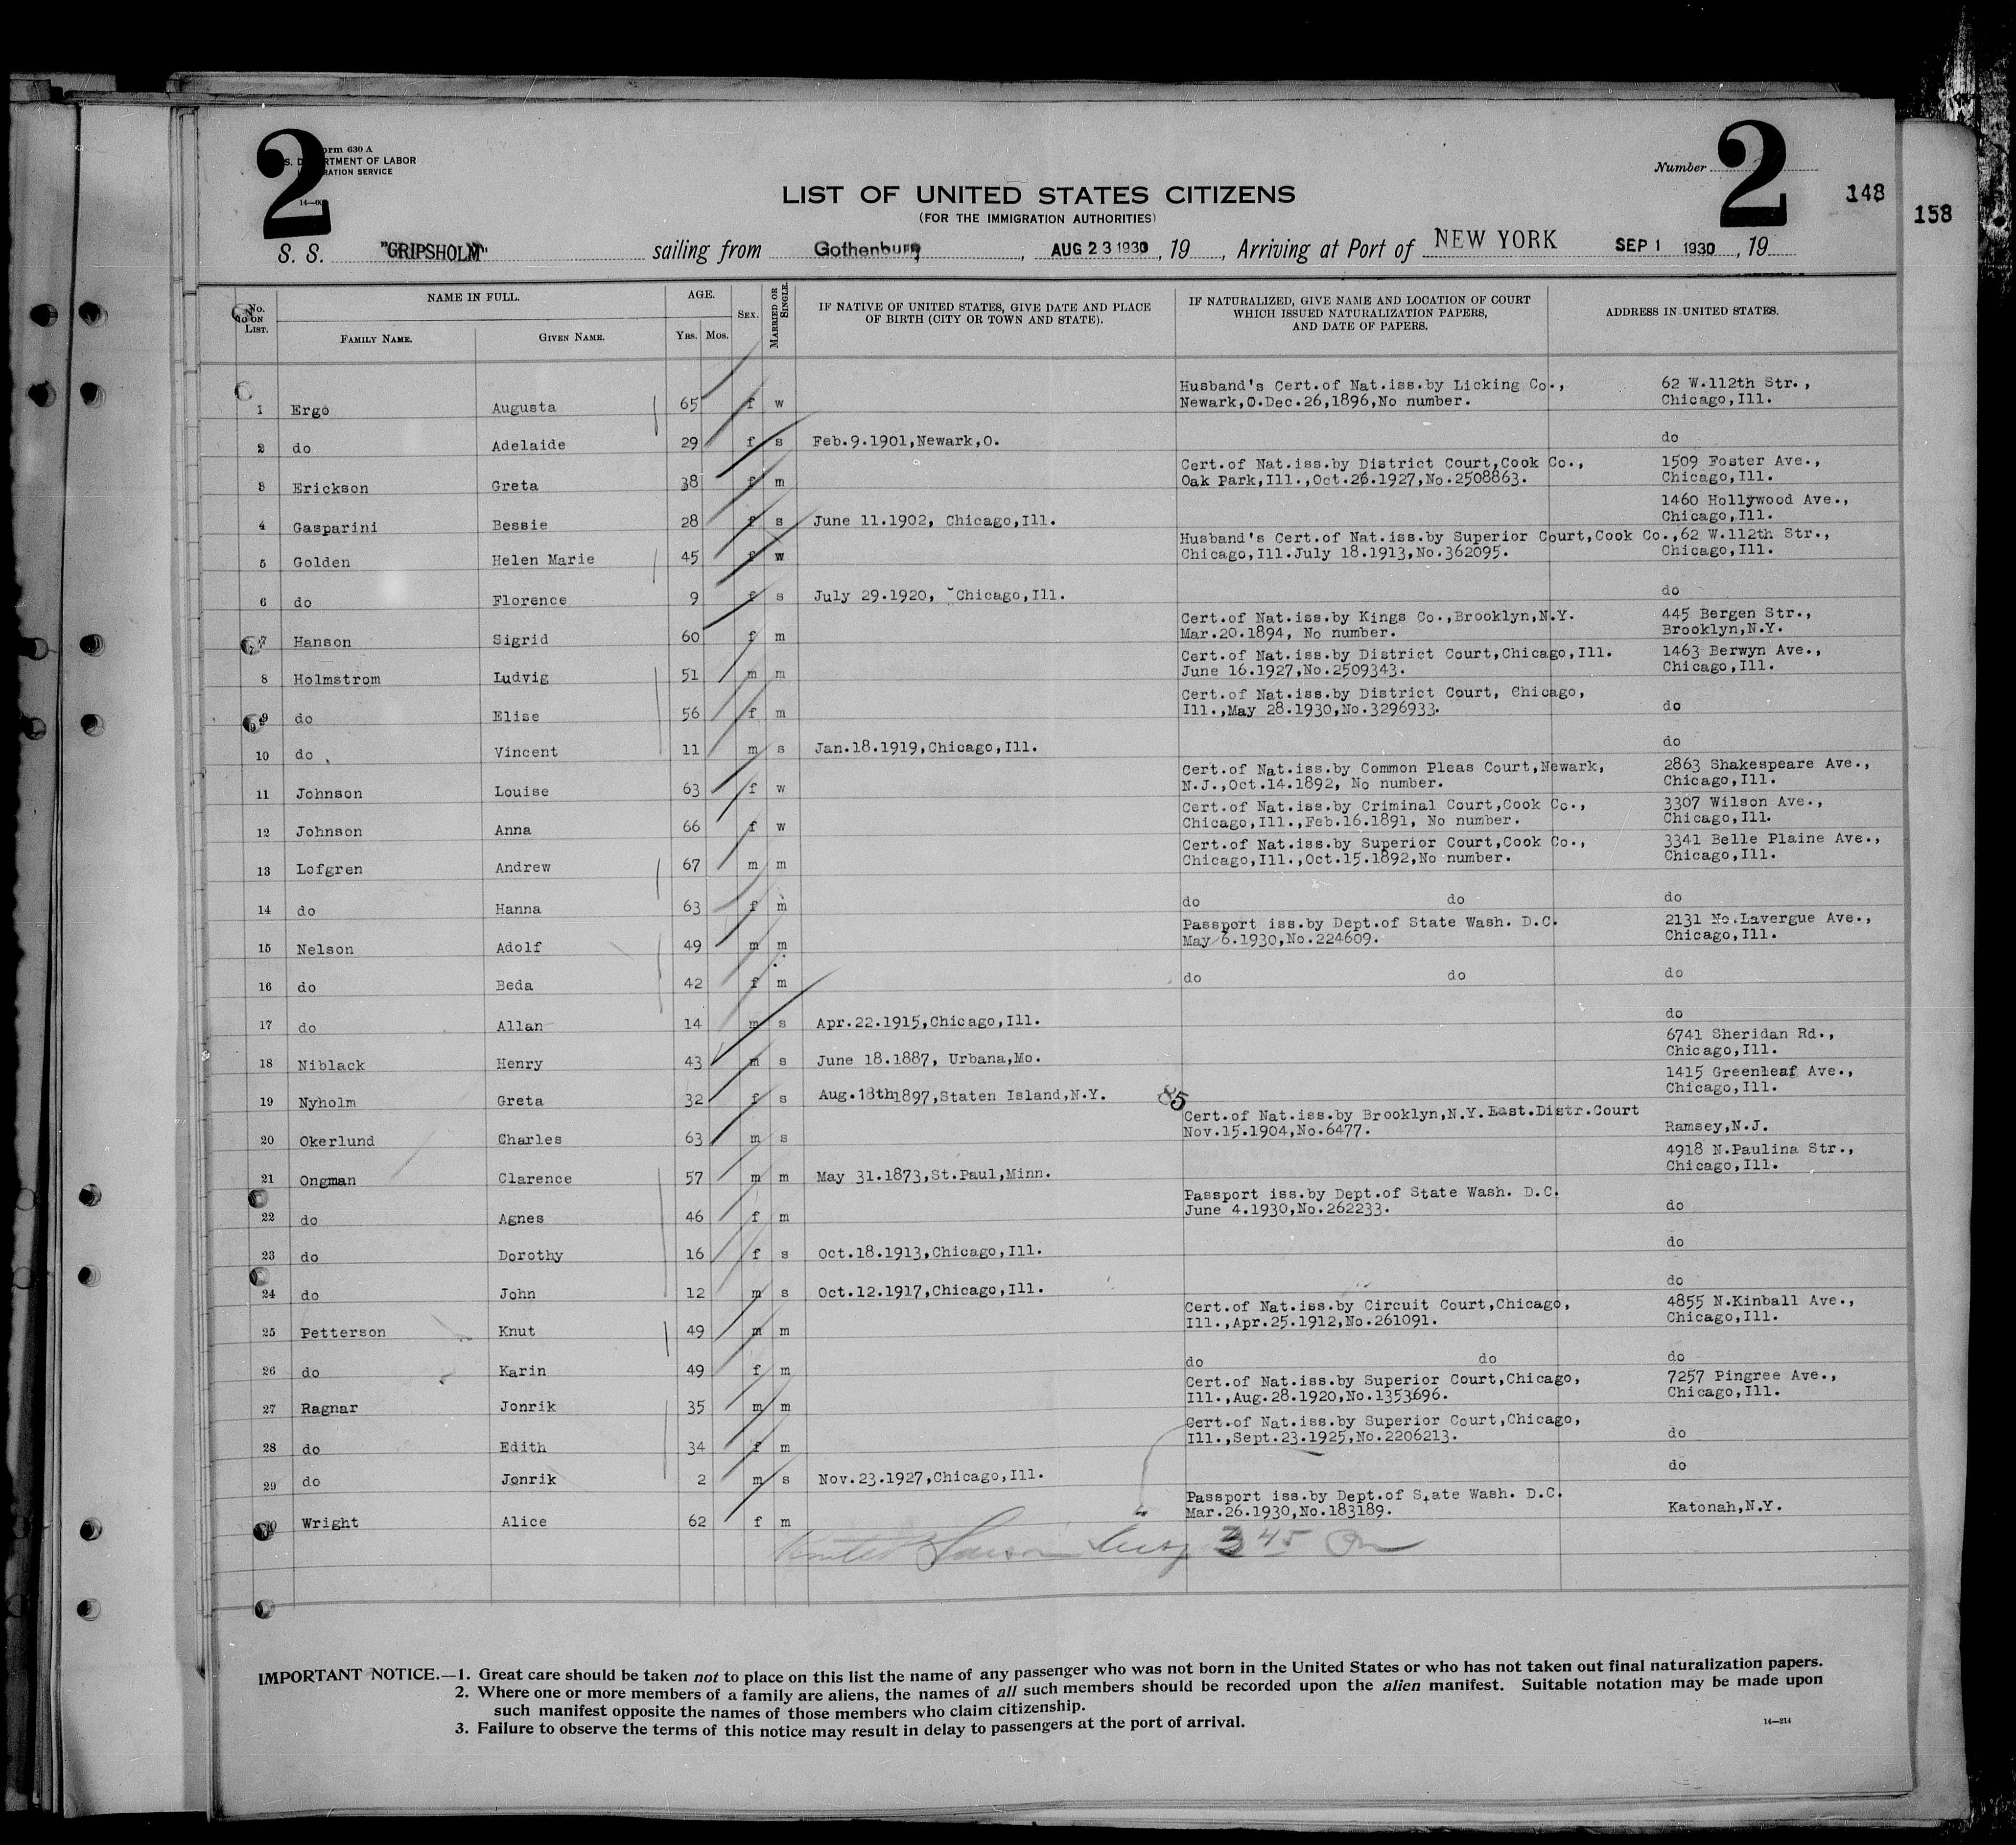 2
2
Form 630 A
U. S. DEPARTMENT OF LABOR
IMMIGRATION SERVICE
Number
148
158
LIST OF UNITED STATES CITIZENS
(FOR THE IMMIGRATION AUTHORITIES)
S. S. "GRIPSHOLM" sailing from Gothenburg, AUG 23 1930, 19 , Arriving at Port of NEW YORK SEP 1 1930, 19
No. on List. NAME IN FULL. AGE. Sex. Married or Single. IF NATIVE OF UNITED STATES, GIVE DATE AND PLACE OF BIRTH (CITY OR TOWN AND STATE). IF NATURALIZED, GIVE NAME AND LOCATION OF COURT WHICH ISSUED NATURALIZATION PAPERS, AND DATE OF PAPERS. ADDRESS IN UNITED STATES.
Family Name. Given Name. Yrs. Mos.
Husband's Cert.of Nat.iss.by Licking Co., 62 W.112th Str.,
1 Ergo Augusta 65 f w Newark,O.Dec.26,1896,No number. Chicago,Ill.
2 do Adelaide 29 f s Feb.9.1901,Newark,O. do
Cert.of Nat.iss.by District Court,Cook Co., 1509 Foster Ave.,
3 Erickson Greta 38 f m Oak Park,Ill.,Oct.26.1927,No.2508863. Chicago,Ill.
1460 Hollywood Ave.,
4 Gasparini Bessie 28 f s June 11.1902, Chicago,Ill. Chicago,Ill.
Husband's Cert.of Nat.iss.by Superior Court,Cook Co.,62 W.112th Str.,
5 Golden Helen Marie 45 f w Chicago,Ill.July 18.1913,No.362095. Chicago,Ill.
6 do Florence 9 f s July 29.1920, Chicago,Ill. do
Cert.of Nat.iss.by Kings Co.,Brooklyn,N.Y. 445 Bergen Str.,
7 Hanson Sigrid 60 f m Mar.20.1894, No number. Brooklyn,N.Y.
Cert.of Nat.iss.by District Court,Chicago,Ill. 1463 Berwyn Ave.,
8 Holmstrom Ludvig 51 m m June 16.1927,No.2509343. Chicago,Ill.
Cert.of Nat.iss.by District Court, Chicago,
9 do Elise 56 f m Ill.,May 28.1930,No.3296933. do
10 do Vincent 11 m s Jan.18.1919,Chicago,Ill. do
Cert.of Nat.iss.by Common Pleas Court,Newark, 2863 Shakespeare Ave.,
11 Johnson Louise 63 f w N.J.,Oct.14.1892, No number. Chicago,Ill.
Cert.of Nat.iss.by Criminal Court,Cook Co., 3307 Wilson Ave.,
12 Johnson Anna 66 f w Chicago,Ill.,Feb.16.1891, No number. Chicago,Ill.
Cert.of Nat.iss.by Superior Court,Cook Co., 3341 Belle Plaine Ave.,
13 Lofgren Andrew 67 m m Chicago,Ill.,Oct.15.1892,No number. Chicago,Ill.
14 do Hanna 63 f m do do do
Passport iss.by Dept.of State Wash. D.C. 2131 No.Lavergue Ave.,
15 Nelson Adolf 49 m m May 6.1930,No.224609. Chicago,Ill.
16 do Beda 42 f m do do do
17 do Allan 14 m s Apr.22.1915,Chicago,Ill. do
6741 Sheridan Rd.,
18 Niblack Henry 43 m s June 18.1887, Urbana,Mo. Chicago,Ill.
1415 Greenleaf Ave.,
19 Nyholm Greta 32 f s Aug.18th1897,Staten Island,N.Y. 85 Chicago,Ill.
Cert.of Nat.iss.by Brooklyn,N.Y.East.Distr.Court
20 Okerlund Charles 63 m s Nov.15.1904,No.6477. Ramsey,N.J.
4918 N.Paulina Str.,
21 Ongman Clarence 57 m m May 31.1873,St.Paul,Minn. Chicago,Ill.
Passport iss.by Dept.of State Wash. D.C.
22 do Agnes 46 f m June 4.1930,No.262233. do
23 do Dorothy 16 f s Oct.18.1913,Chicago,Ill. do
24 do John 12 m s Oct.12.1917,Chicago,Ill. do
Cert.of Nat.iss.by Circuit Court,Chicago, 4855 N.Kinball Ave.,
25 Petterson Knut 49 m m Ill.,Apr.25.1912,No.261091. Chicago,Ill.
26 do Karin 49 f m do do do
Cert.of Nat.iss.by Superior Court,Chicago, 7257 Pingree Ave.,
27 Ragnar Jonrik 35 m m Ill.,Aug.28.1920,No.1353696. Chicago,Ill.
Cert.of Nat.iss.by Superior Court,Chicago,
28 do Edith 34 f m Ill.,Sept.23.1925,No.2206213. do
29 do Jonrik 2 m s Nov.23.1927,Chicago,Ill. do
Passport iss.by Dept.of State Wash. D.C.
30 Wright Alice 62 f m Mar.26.1930,No.183189. Katonah,N.Y.
3 45 Pm
IMPORTANT NOTICE.—1. Great care should be taken not to place on this list the name of any passenger who was not born in the United States or who has not taken out final naturalization papers.
2. Where one or more members of a family are aliens, the names of all such members should be recorded upon the alien manifest. Suitable notation may be made upon
such manifest opposite the names of those members who claim citizenship.
3. Failure to observe the terms of this notice may result in delay to passengers at the port of arrival.
14—214